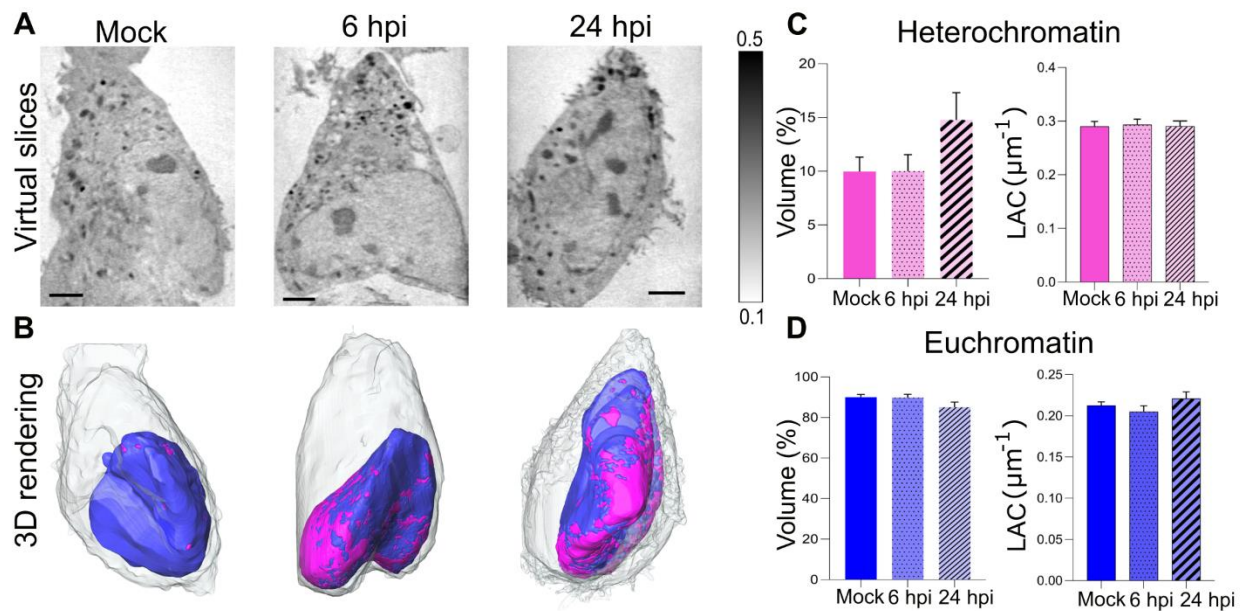 A
Mock
6 hpi
24 hpi
Virtual slices
0.5
0.1
B
3D rendering
C
Heterochromatin
Volume (%)
20
15
10
5
0
Mock 6 hpi 24 hpi
LAC (µm⁻¹)
0.4
0.3
0.2
0.1
0.0
Mock 6 hpi 24 hpi
D
Euchromatin
Volume (%)
100
80
60
40
20
0
Mock 6 hpi 24 hpi
LAC (µm⁻¹)
0.25
0.20
0.15
0.10
0.05
0.00
Mock 6 hpi 24 hpi